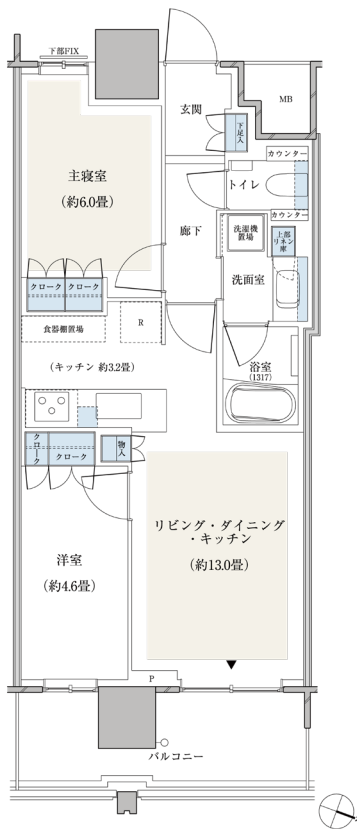 下部FIX
玄関
MB
下足入
カウンター
主寝室
(約6.0畳)
トイレ
カウンター
廊下
洗濯機
置場
上部
リネン
庫
洗面室
クローク
クローク
食器棚置場
R
(キッチン 約3.2畳)
浴室
(1317)
クローク
クローク
物入
リビング・ダイニング
・キッチン
(約13.0畳)
洋室
(約4.6畳)
P
バルコニー